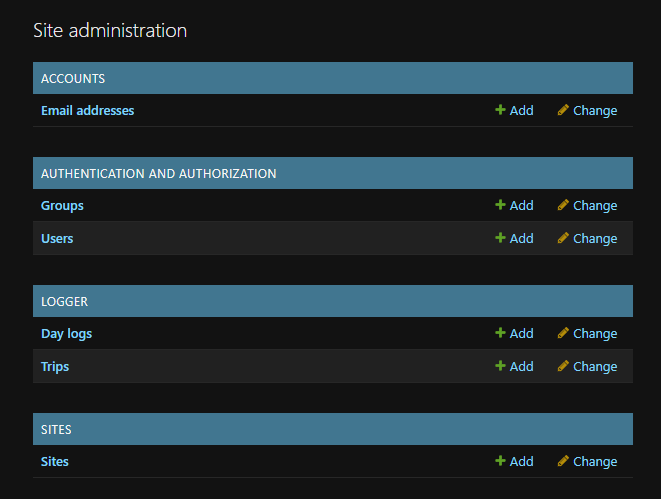 Site administration
ACCOUNTS
Email addresses Add Change
AUTHENTICATION AND AUTHORIZATION
Groups Add Change
Users Add Change
LOGGER
Day logs Add Change
Trips Add Change
SITES
Sites Add Change